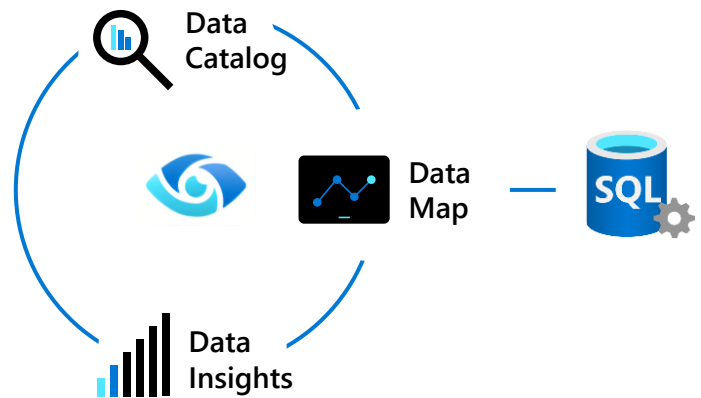 Data
Catalog
Data
Map
SQL
Data
Insights